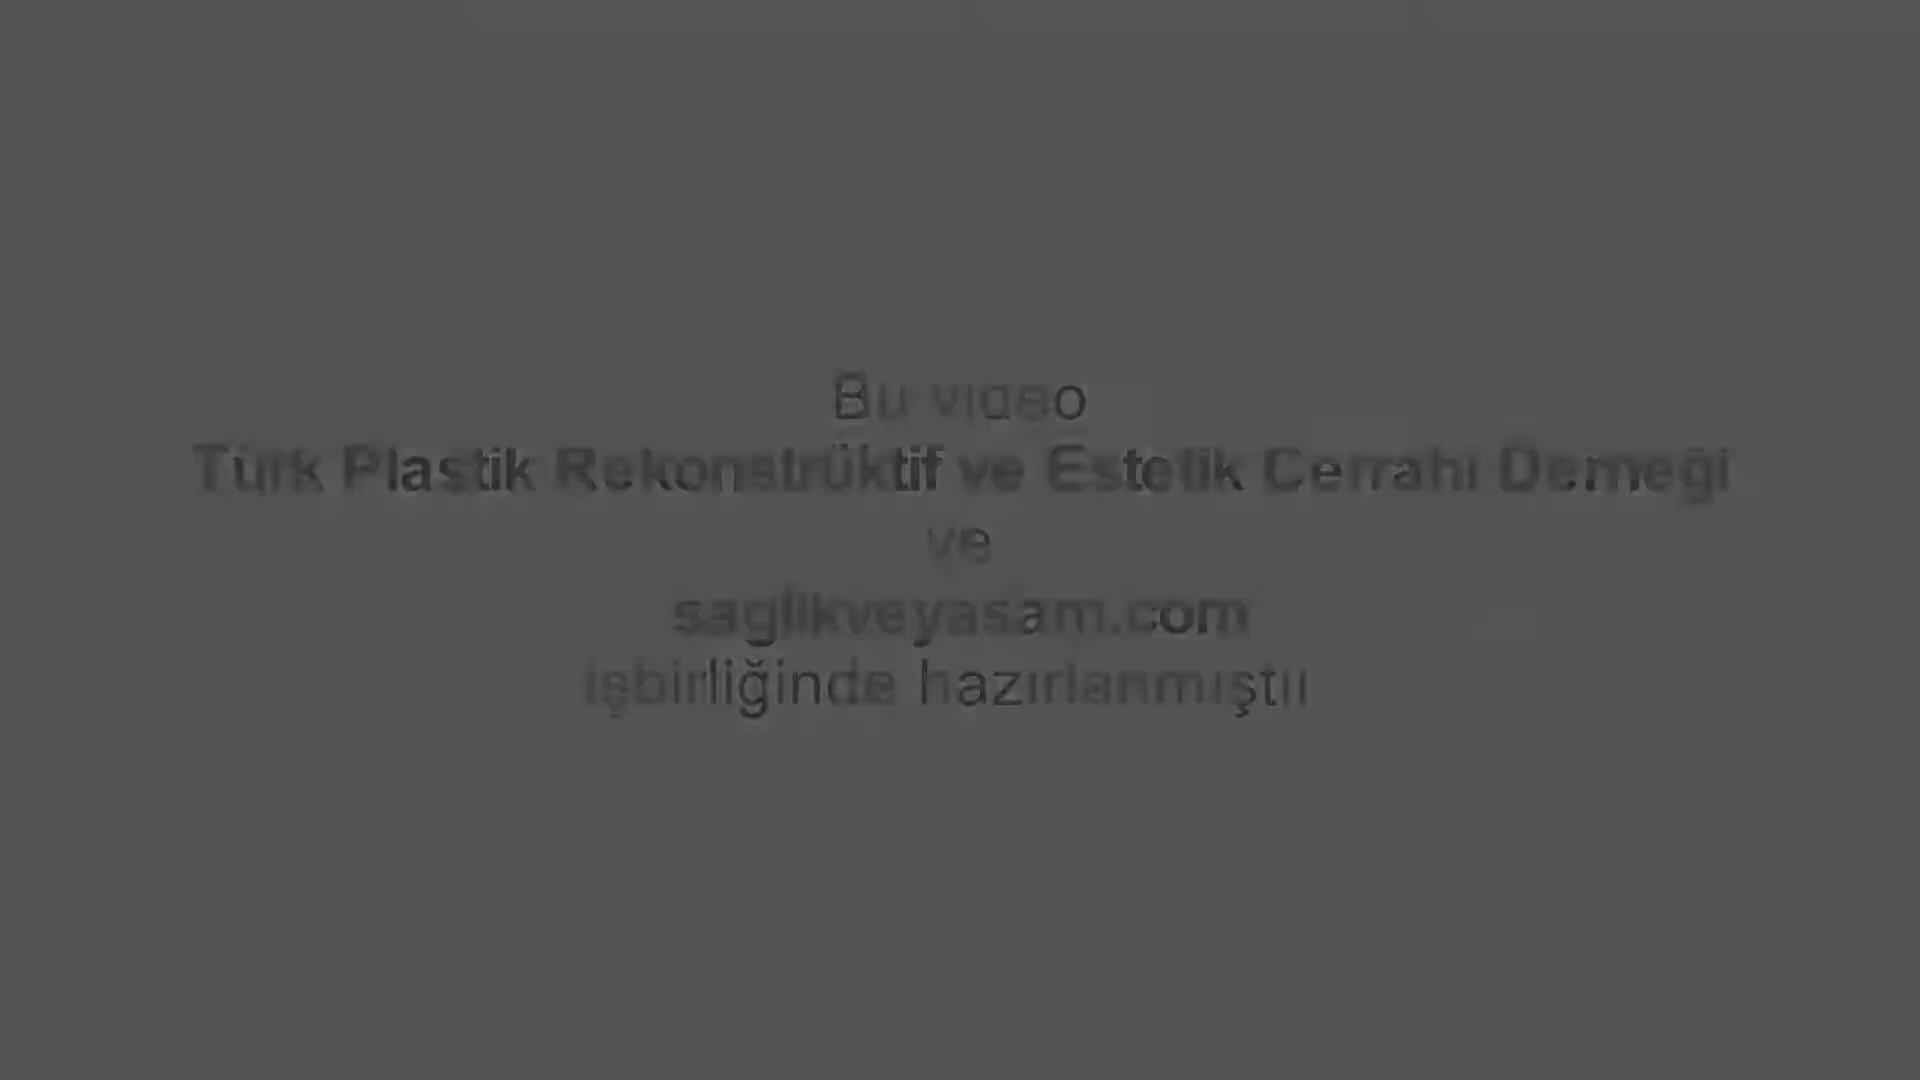 Bu video
Türk Plastik Rekonstrüktif ve Estetik Cerrahi Derneği
ve
saglikveyasam.com
işbirliğinde hazırlanmıştır